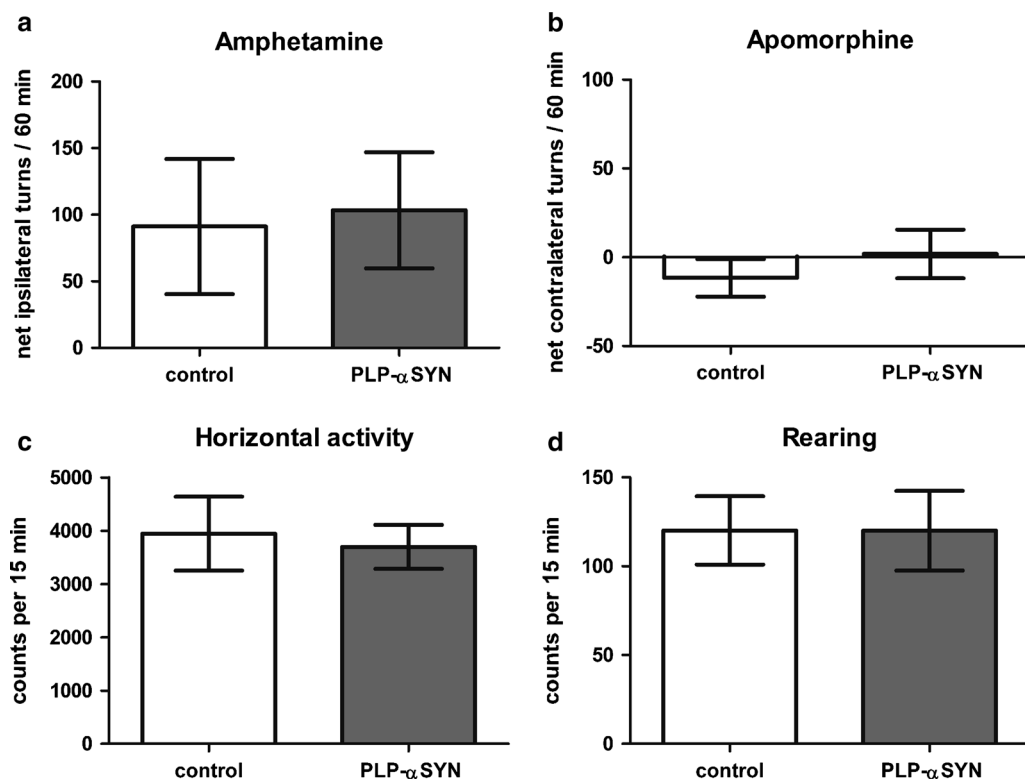 a
Amphetamine
net ipsilateral turns / 60 min
200
150
100
50
0
control
PLP-αSYN
b
Apomorphine
net contralateral turns / 60 min
100
50
0
-50
control
PLP-αSYN
c
Horizontal activity
counts per 15 min
5000
4000
3000
2000
1000
0
control
PLP-αSYN
d
Rearing
counts per 15 min
150
100
50
0
control
PLP-αSYN